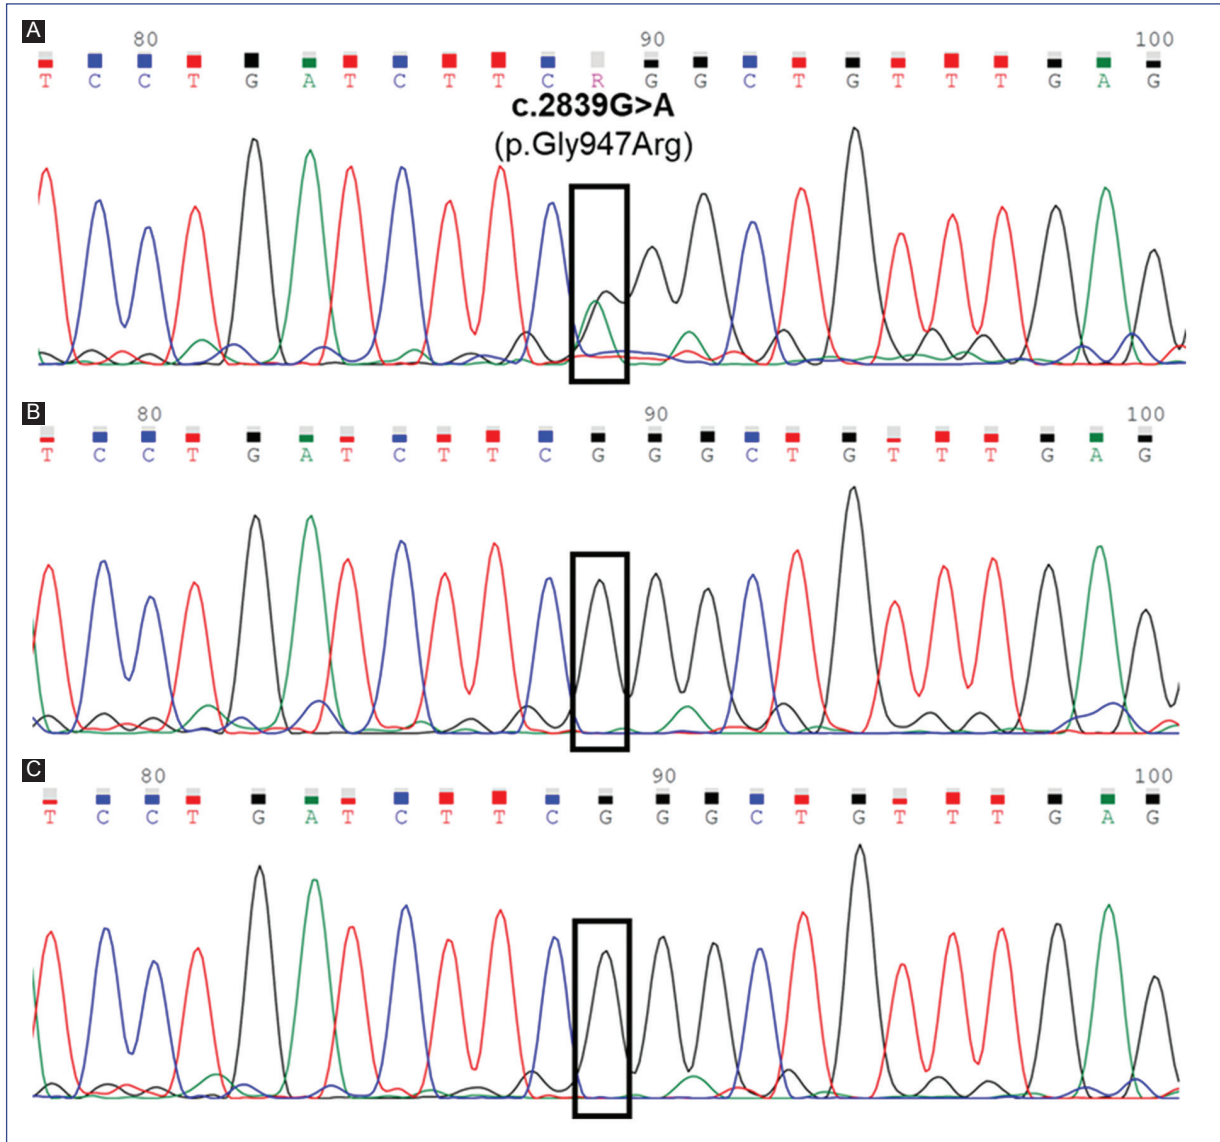 A
80 90 100
T C C T G A T C T T C R G G C T G T T T G A G
c.2839G>A
(p.Gly947Arg)
B
80 90 100
T C C T G A T C T T C G G G C T G T T T G A G
C
80 90 100
T C C T G A T C T T C G G G C T G T T T G A G